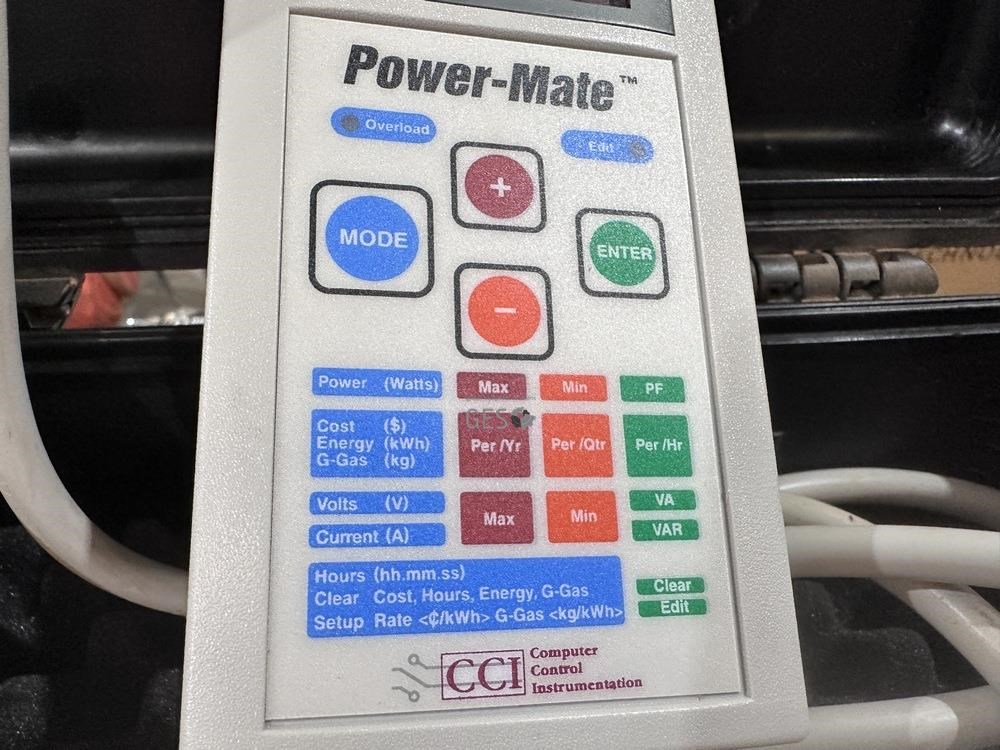 Power-Mate™
Overload
Edit
+
MODE
ENTER
−
Power (Watts) Max Min PF
Cost ($)
Energy (kWh) Per /Yr Per /Qtr Per /Hr
G-Gas (kg)
GES
Volts (V) Max Min VA
Current (A) VAR
Hours (hh.mm.ss)
Clear Cost, Hours, Energy, G-Gas Clear
Setup Rate <¢/kWh> G-Gas <kg/kWh> Edit
CCI Computer
Control
Instrumentation